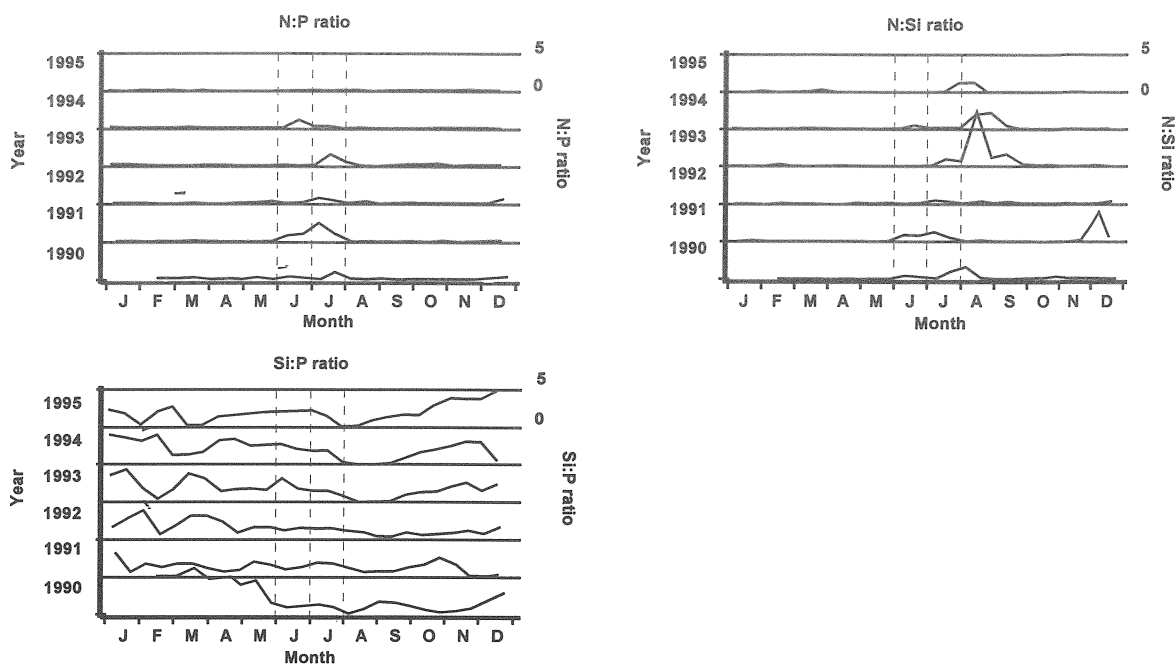 N:P ratio
1995
1994
1993
1992
1991
1990
Year
5
0
N:P ratio
J F M A M J J A S O N D
Month
N:Si ratio
1995
1994
1993
1992
1991
1990
Year
5
0
N:Si ratio
J F M A M J J A S O N D
Month
Si:P ratio
1995
1994
1993
1992
1991
1990
Year
5
0
Si:P ratio
J F M A M J J A S O N D
Month